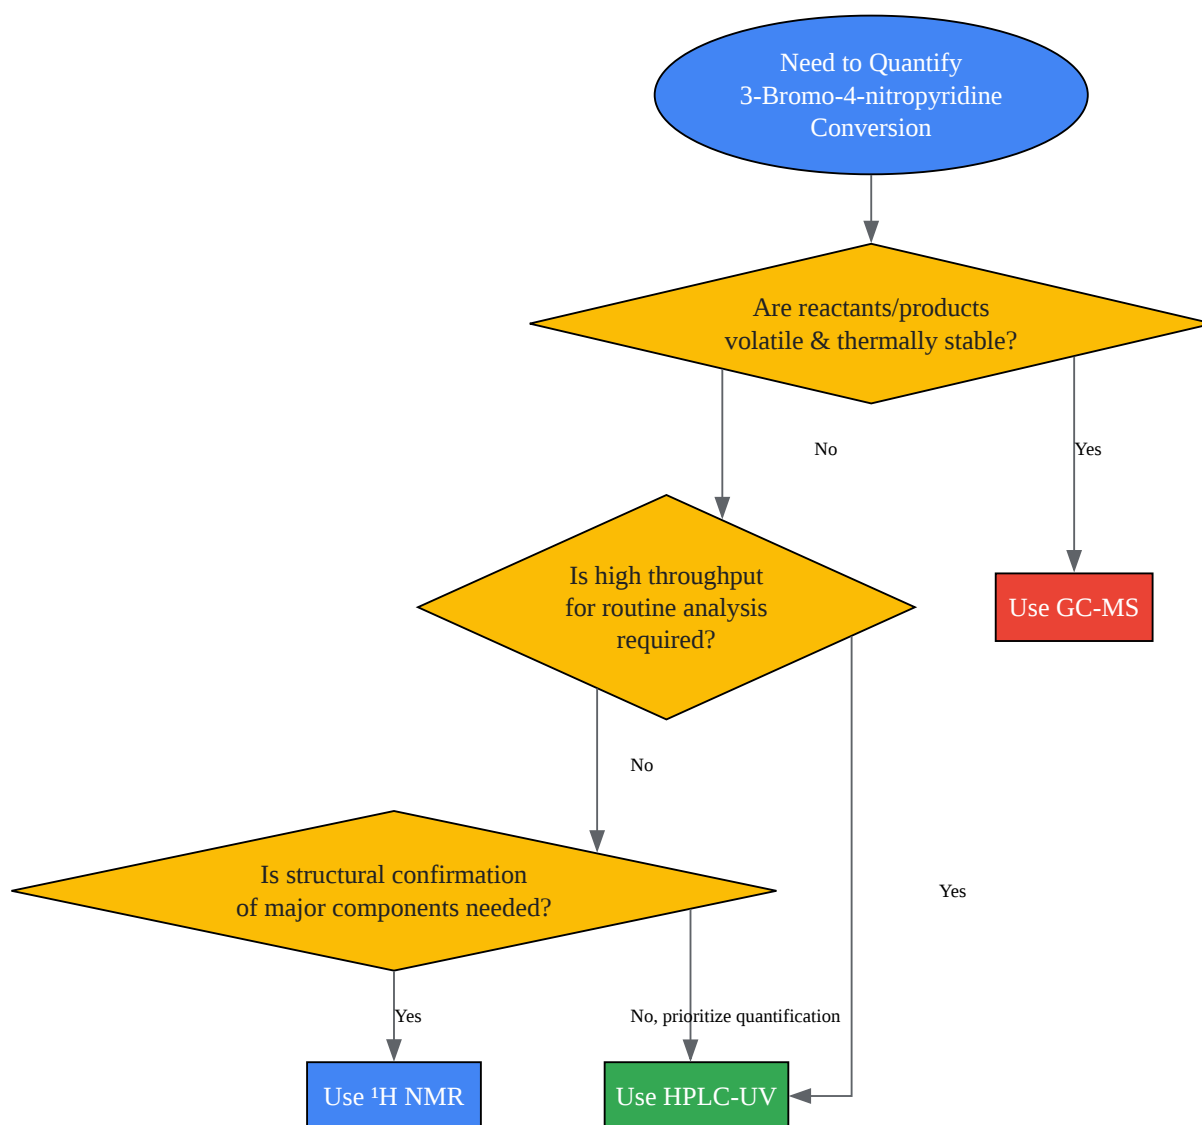 Need to Quantify
3-Bromo-4-nitropyridine
Conversion
Are reactants/products
volatile & thermally stable?
No
Yes
Is high throughput
for routine analysis
required?
Use GC-MS
No
Is structural confirmation
of major components needed?
Yes
Yes
No, prioritize quantification
Use ¹H NMR
Use HPLC-UV